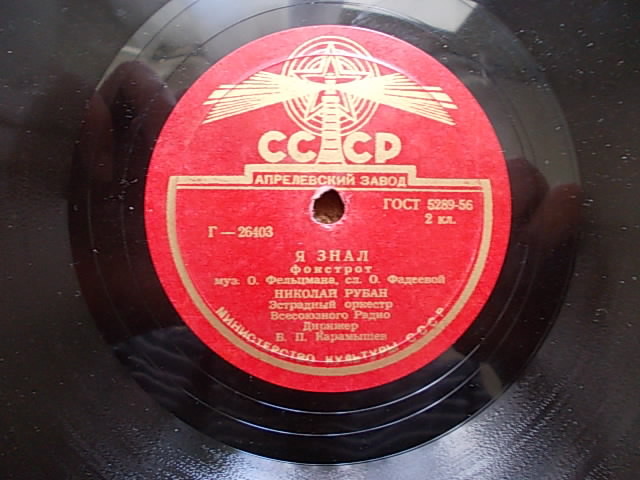 СССР
АПРЕЛЕВСКИЙ ЗАВОД
ГОСТ 5289-56
2 кл.
Г — 26403
Я ЗНАЛ
фокстрот
муз. О. Фельцмана, сл. О. Фадеевой
НИКОЛАЙ РУБАН
Эстрадный оркестр
Всесоюзного Радио
Дирижер
В. П. Карамышев
МИНИСТЕРСТВО КУЛЬТУРЫ СССР